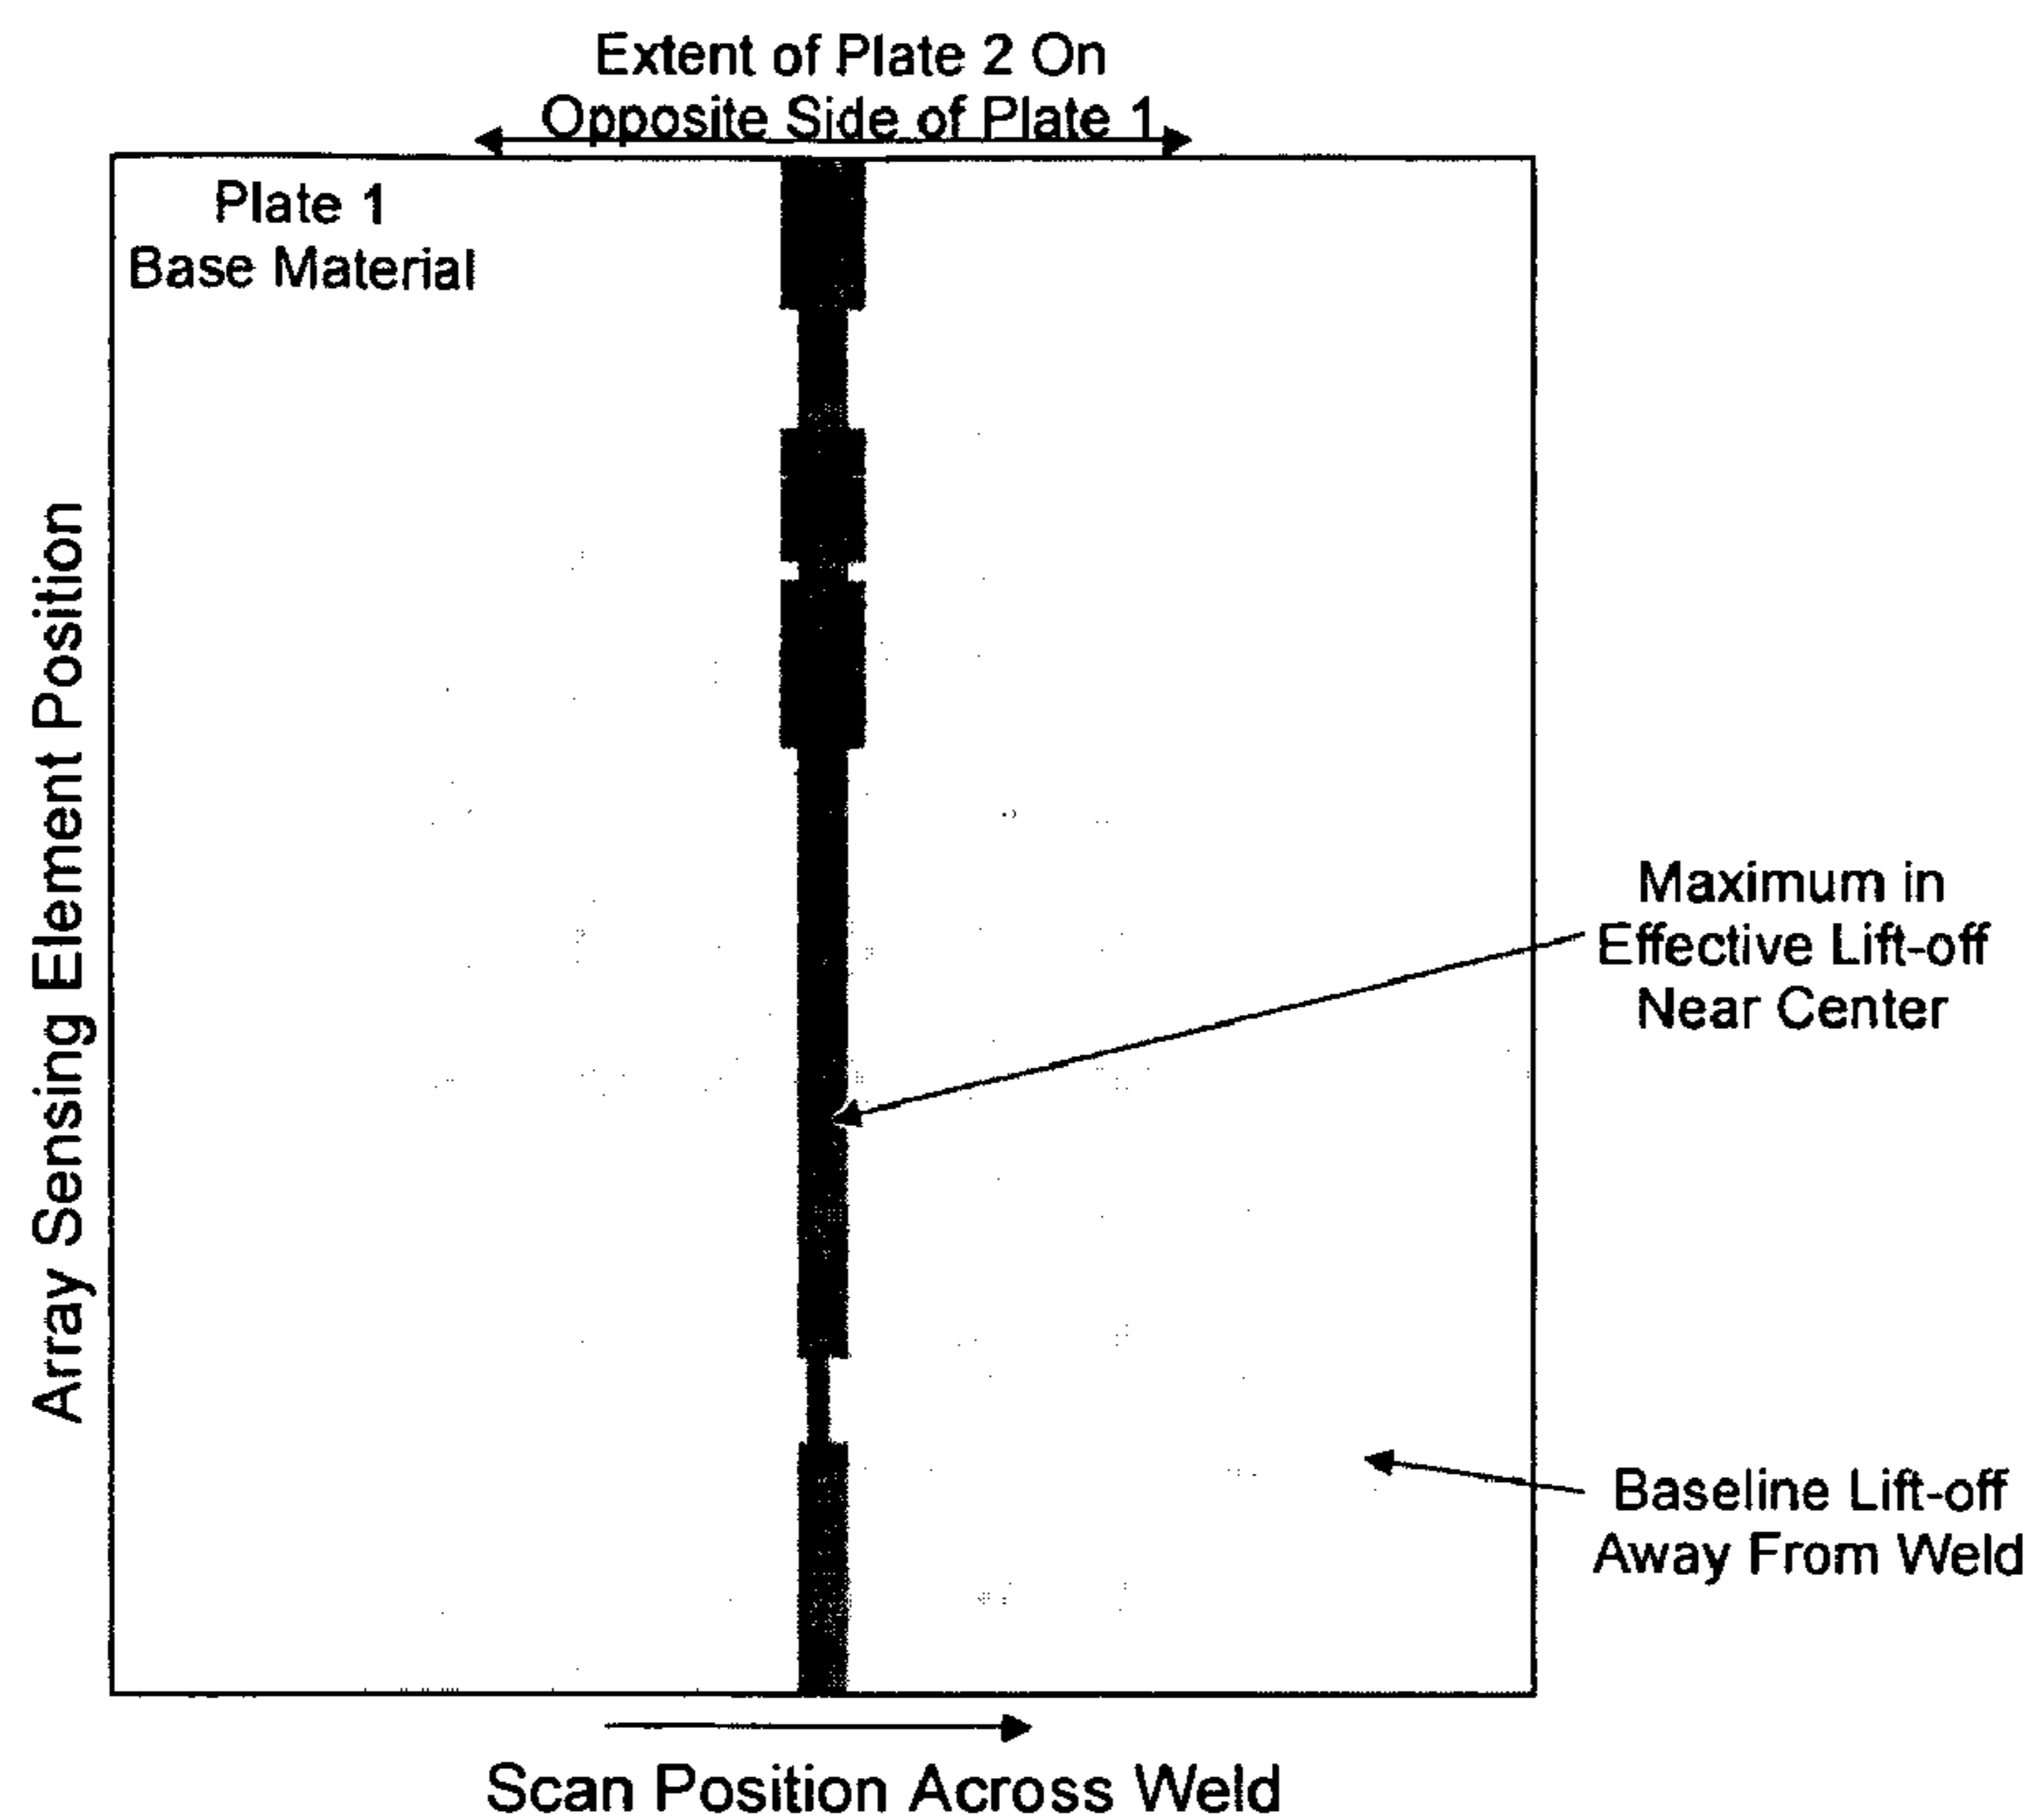 Extent of Plate 2 On
Opposite Side of Plate 1
Plate 1
Base Material
Array Sensing Element Position
Maximum in
Effective Lift-off
Near Center
Baseline Lift-off
Away From Weld
Scan Position Across Weld